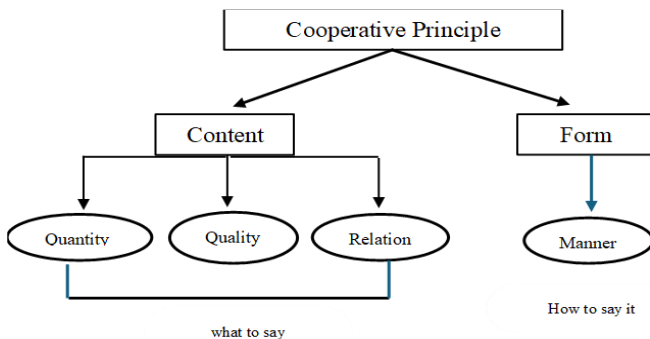 Cooperative Principle
Content
Form
Quantity
Quality
Relation
Manner
How to say it
what to say